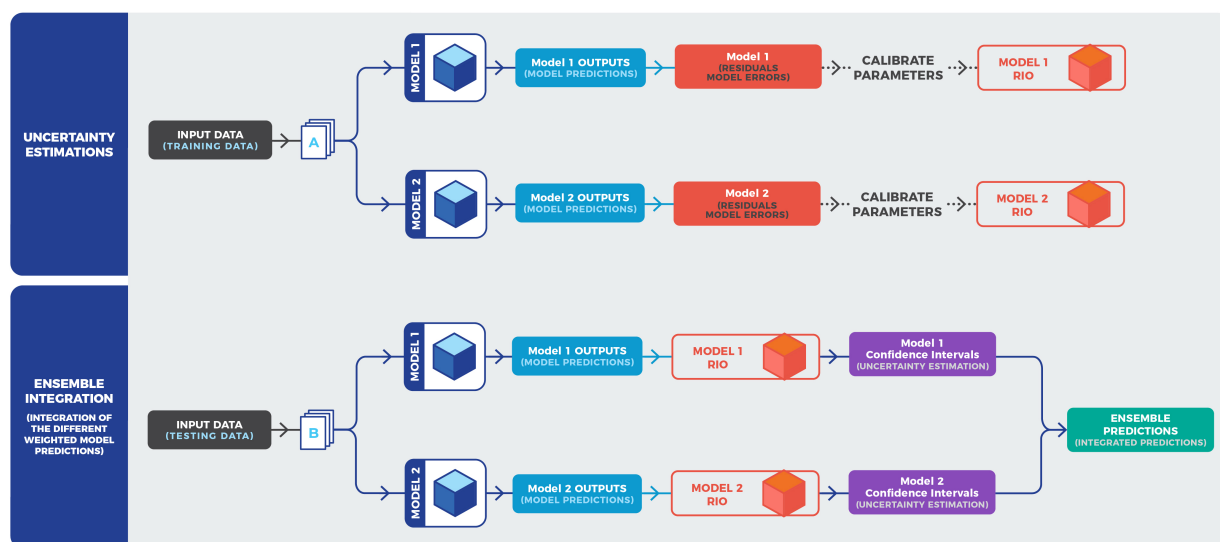 UNCERTAINTY
ESTIMATIONS
INPUT DATA
(TRAINING DATA)
A
MODEL 1
Model 1 OUTPUTS
(MODEL PREDICTIONS)
Model 1
(RESIDUALS
MODEL ERRORS)
CALIBRATE
PARAMETERS
MODEL 1
RIO
MODEL 2
Model 2 OUTPUTS
(MODEL PREDICTIONS)
Model 2
(RESIDUALS
MODEL ERRORS)
CALIBRATE
PARAMETERS
MODEL 2
RIO
ENSEMBLE
INTEGRATION
(INTEGRATION OF
THE DIFFERENT
WEIGHTED MODEL
PREDICTIONS)
INPUT DATA
(TESTING DATA)
B
MODEL 1
Model 1 OUTPUTS
(MODEL PREDICTIONS)
MODEL 1
RIO
Model 1
Confidence Intervals
(UNCERTAINTY ESTIMATION)
MODEL 2
Model 2 OUTPUTS
(MODEL PREDICTIONS)
MODEL 2
RIO
Model 2
Confidence Intervals
(UNCERTAINTY ESTIMATION)
ENSEMBLE
PREDICTIONS
(INTEGRATED PREDICTIONS)